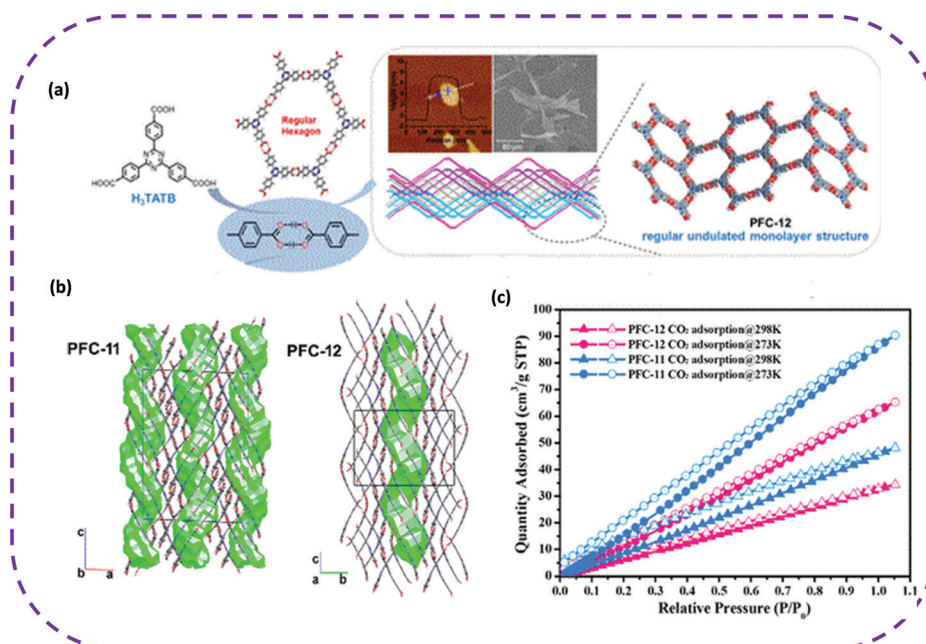 (a)
COOH
HOOC
COOH
H₃TATB
Regular
Hexagon
PFC-12
regular undulated monolayer structure
(b)
PFC-11
PFC-12
c
b
a
c
a
b
(c)
PFC-12 CO₂ adsorption@298K
PFC-12 CO₂ adsorption@273K
PFC-11 CO₂ adsorption@298K
PFC-11 CO₂ adsorption@273K
Quantity Adsorbed (cm³/g STP)
100
90
80
70
60
50
40
30
20
10
0
0.1 0.2 0.3 0.4 0.5 0.6 0.7 0.8 0.9 1.0 1.1
Relative Pressure (P/P₀)